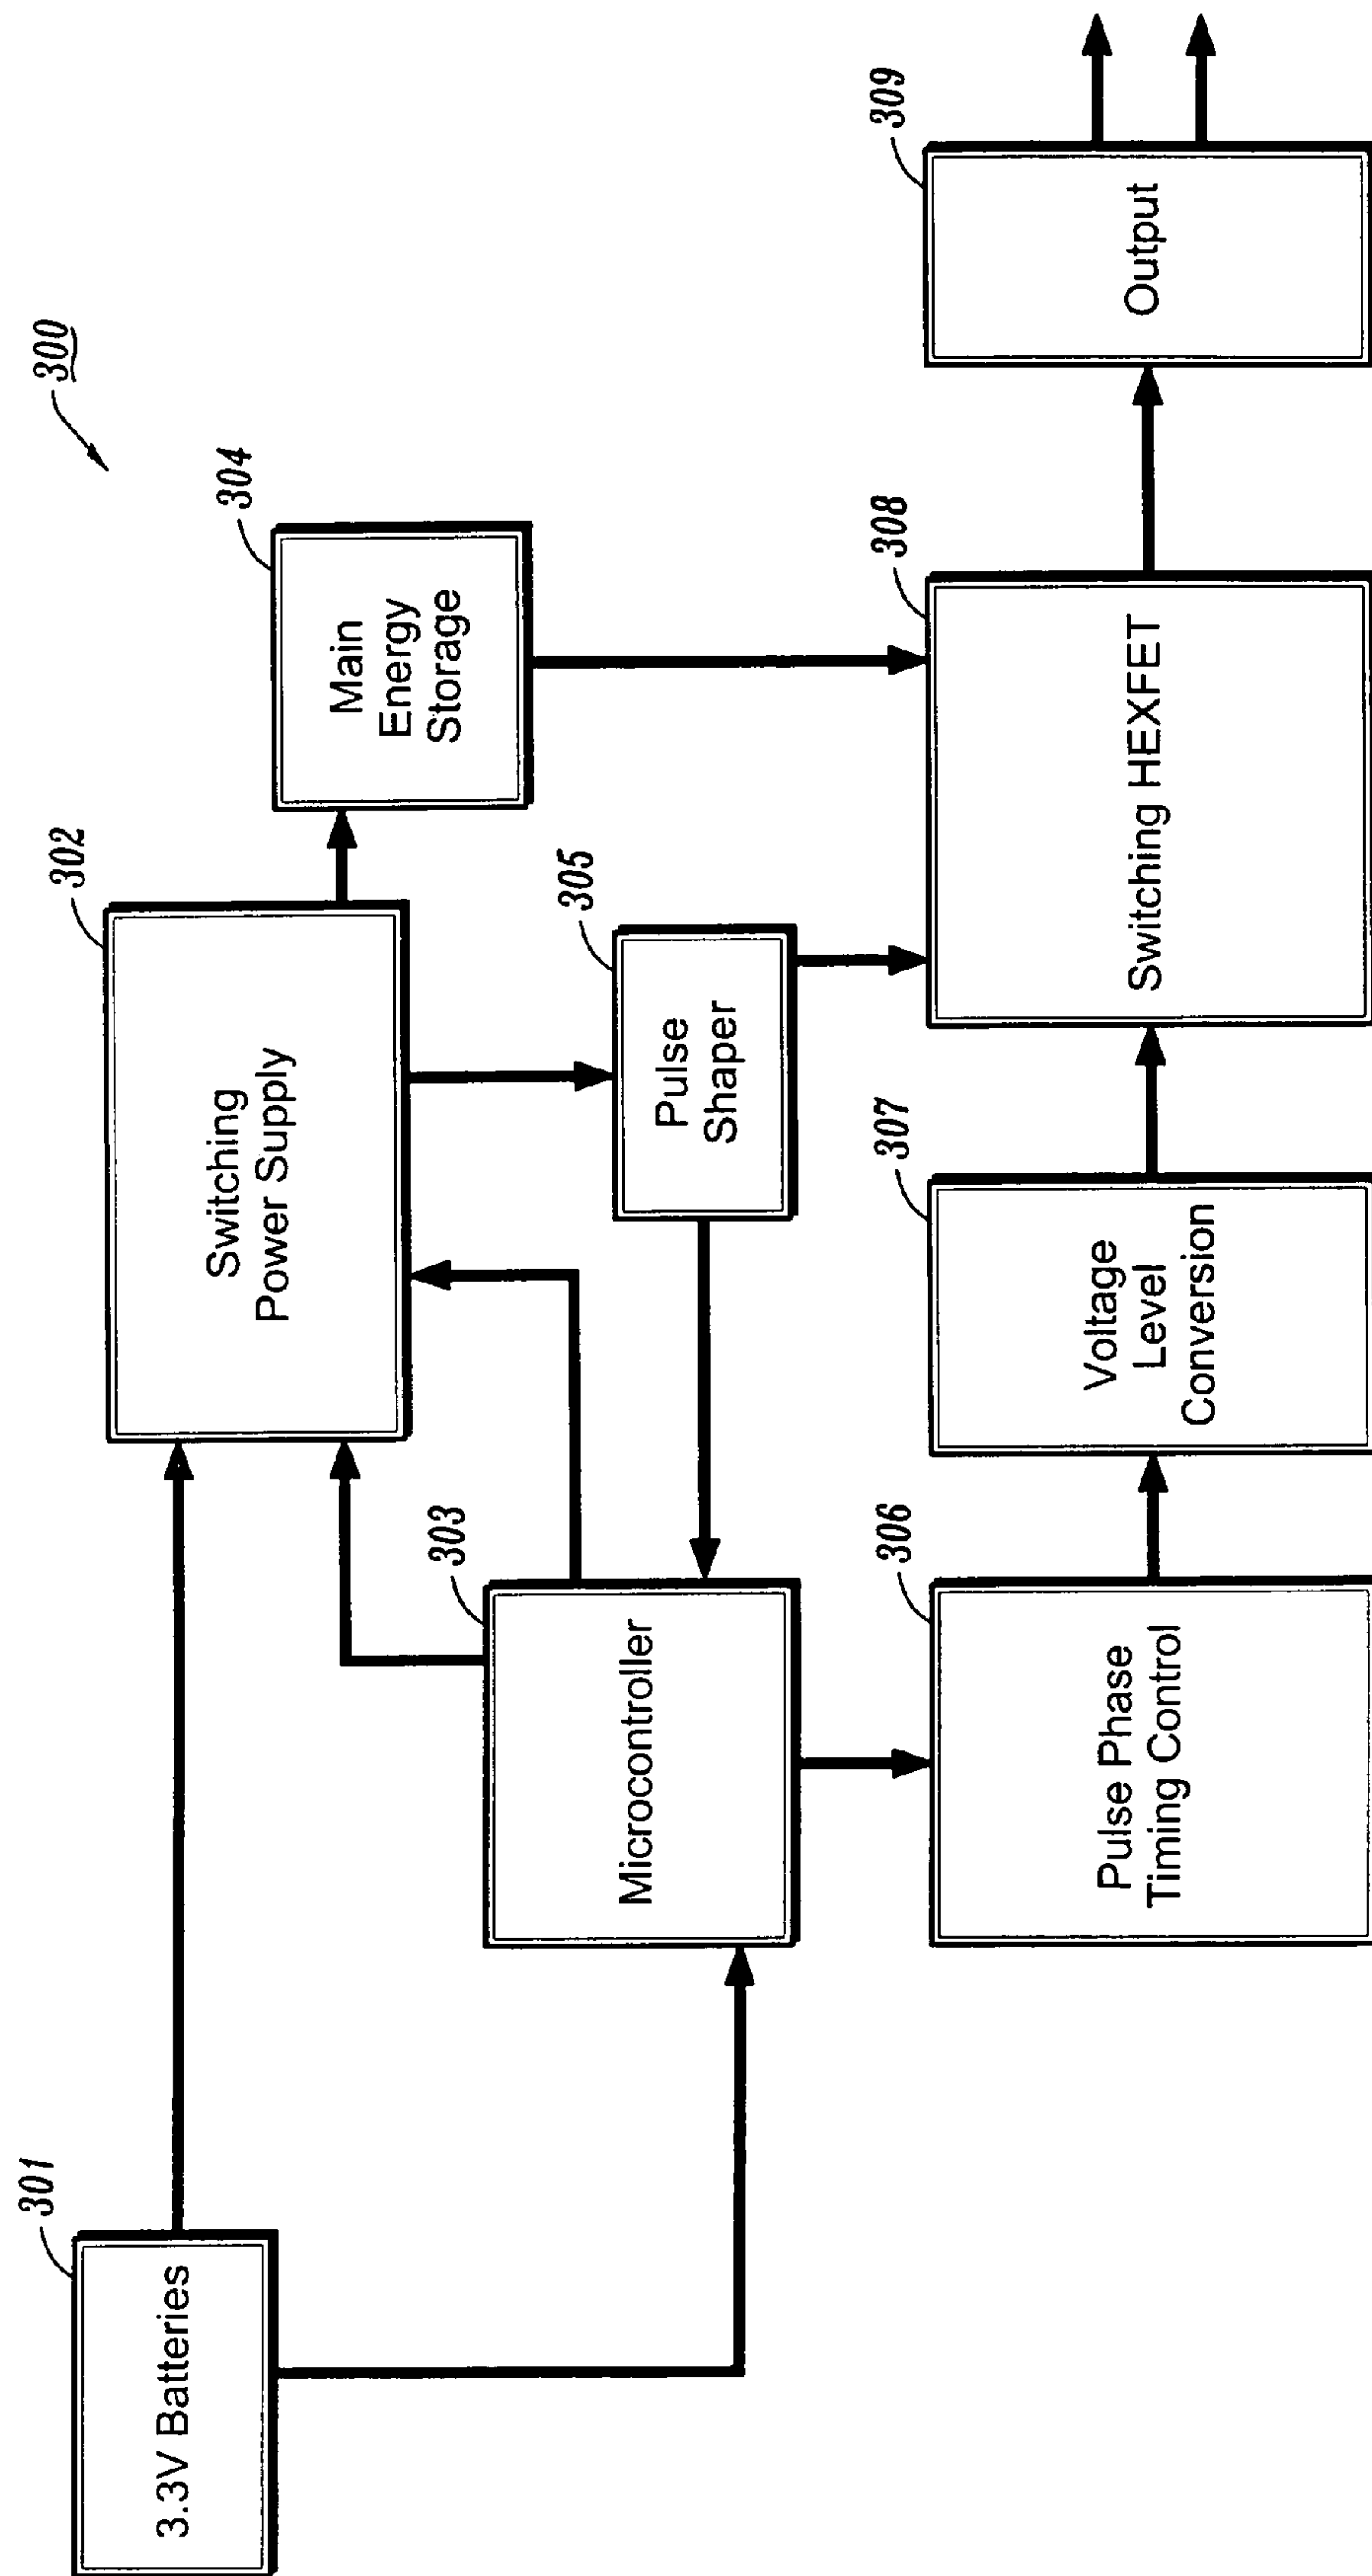 300
301
3.3V Batteries
302
Switching
Power Supply
303
Microcontroller
304
Main
Energy
Storage
305
Pulse
Shaper
306
Pulse Phase
Timing Control
307
Voltage
Level
Conversion
308
Switching HEXFET
309
Output